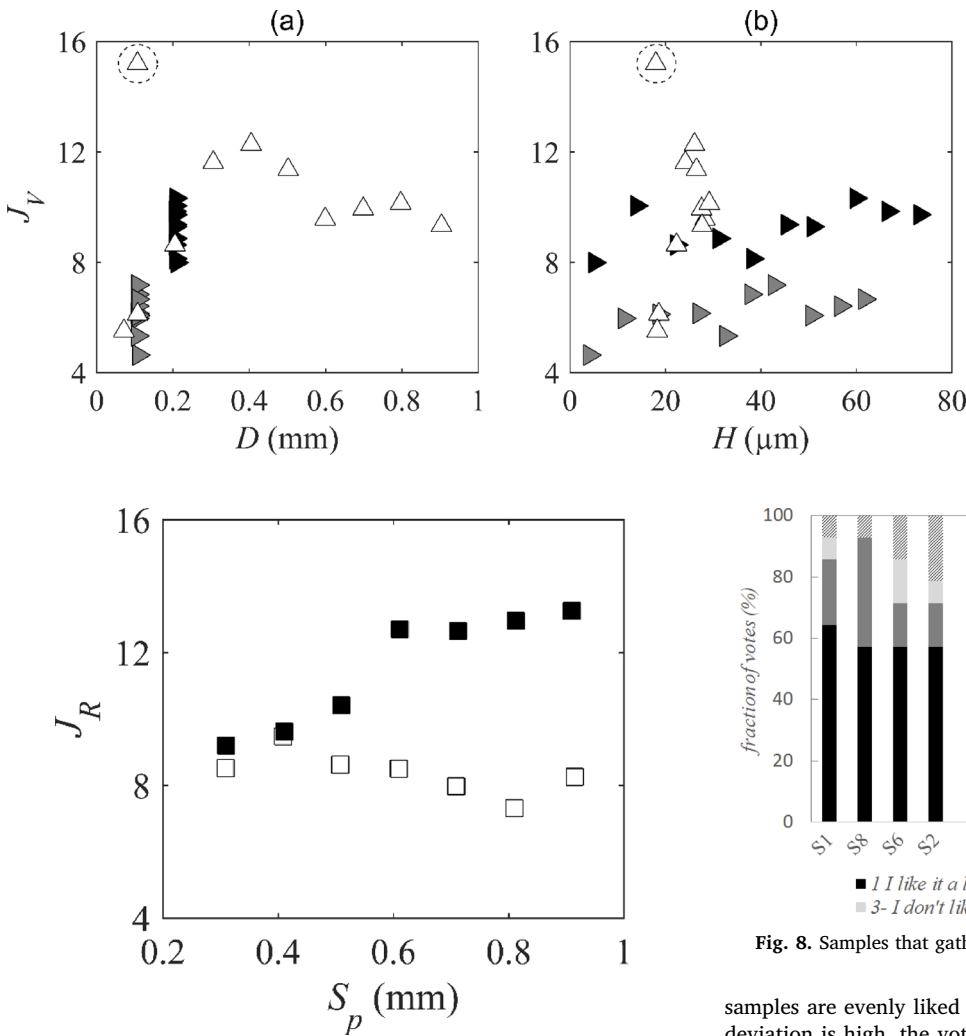 (a)
16
12
8
4
J_V
0 0.2 0.4 0.6 0.8 1
D (mm)
(b)
16
12
8
4
0 20 40 60 80
H (µm)
16
12
8
4
J_R
0.2 0.4 0.6 0.8 1
S_p (mm)
100
80
60
40
20
0
fraction of votes (%)
S1 S8 S6 S2
1 I like it a l
3- I don't lik
Fig. 8. Samples that gath
samples are evenly liked
deviation is high, the vot